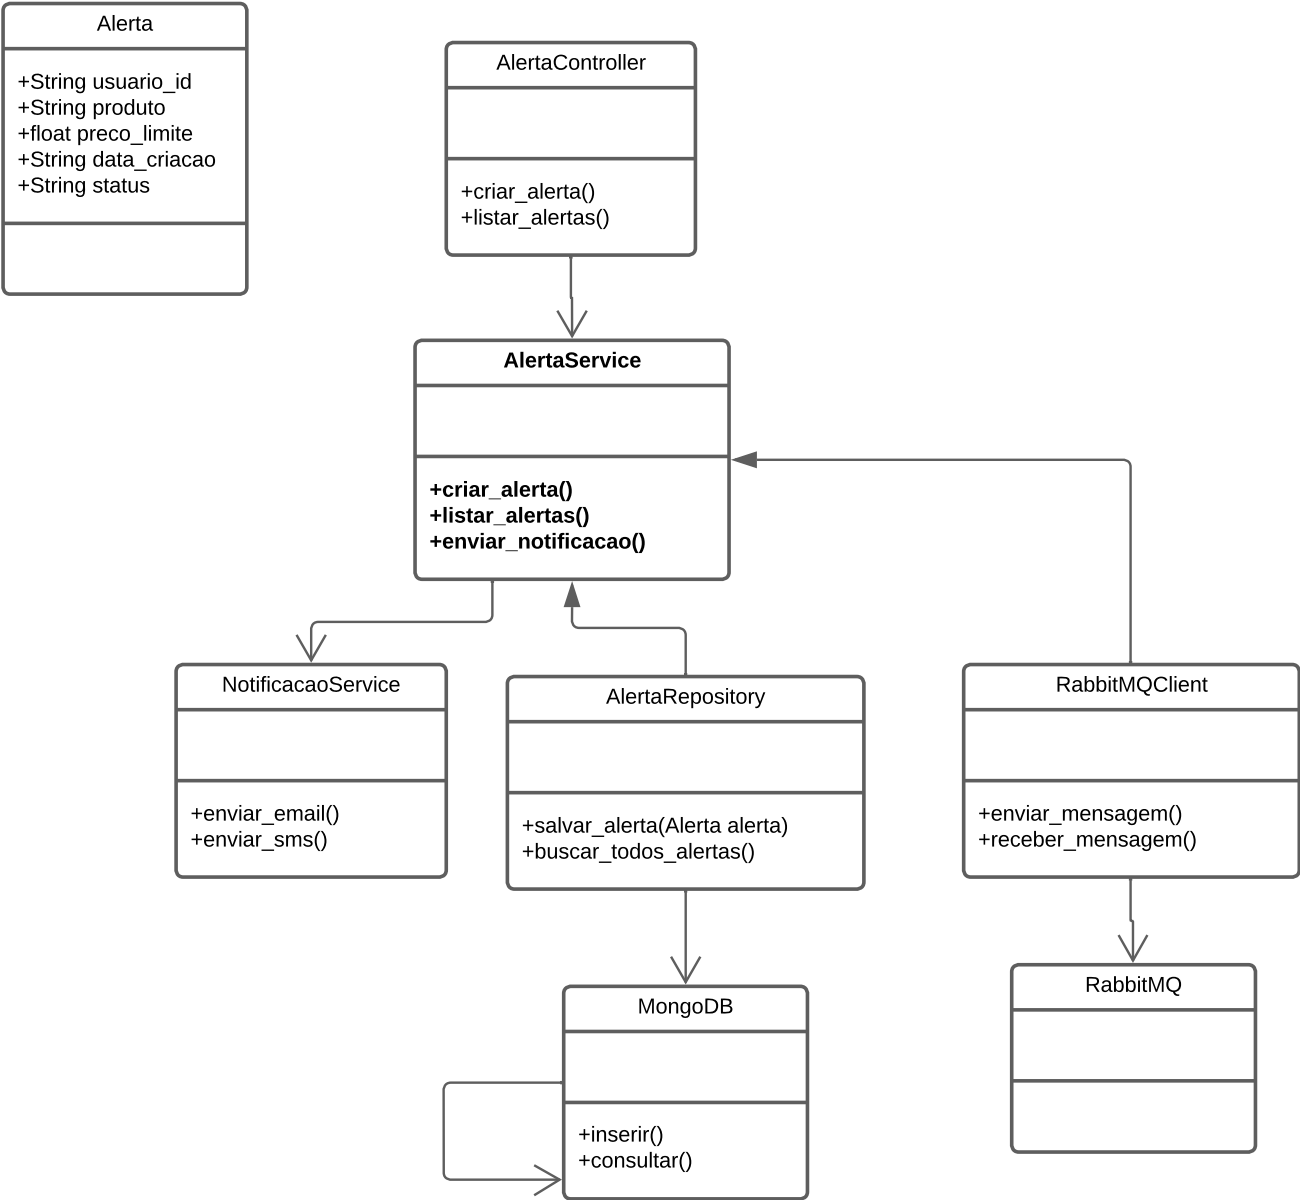 Alerta
+String usuario_id
+String produto
+float preco_limite
+String data_criacao
+String status
AlertaController
+criar_alerta()
+listar_alertas()
AlertaService
+criar_alerta()
+listar_alertas()
+enviar_notificacao()
NotificacaoService
+enviar_email()
+enviar_sms()
AlertaRepository
+salvar_alerta(Alerta alerta)
+buscar_todos_alertas()
RabbitMQClient
+enviar_mensagem()
+receber_mensagem()
MongoDB
+inserir()
+consultar()
RabbitMQ